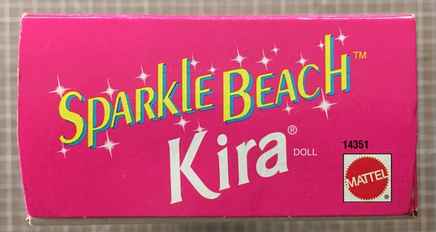 SPARKLE BEACH™
Kira® DOLL
14351
MATTEL®